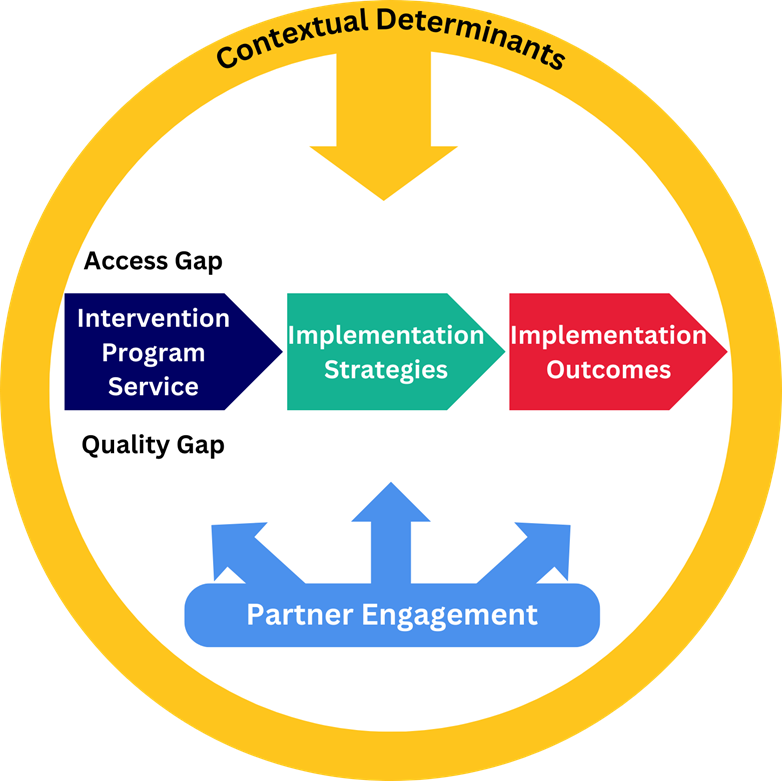 Contextual Determinants
Access Gap
Intervention
Program
Service
Implementation
Strategies
Implementation
Outcomes
Quality Gap
Partner Engagement